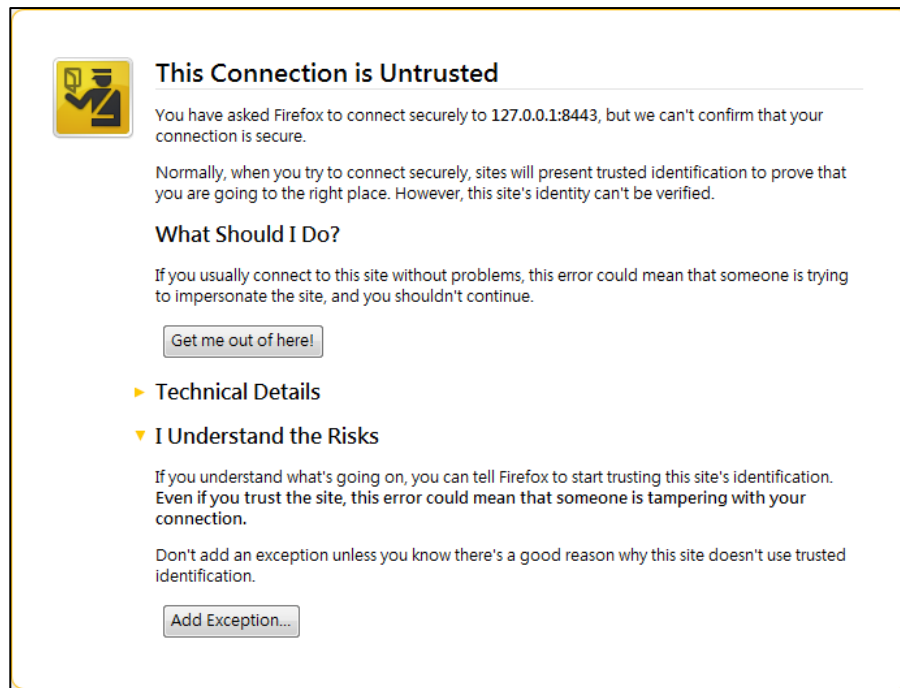 This Connection is Untrusted
You have asked Firefox to connect securely to 127.0.0.1:8443, but we can't confirm that your
connection is secure.
Normally, when you try to connect securely, sites will present trusted identification to prove that
you are going to the right place. However, this site's identity can't be verified.
What Should I Do?
If you usually connect to this site without problems, this error could mean that someone is trying
to impersonate the site, and you shouldn't continue.
Get me out of here!
Technical Details
I Understand the Risks
If you understand what's going on, you can tell Firefox to start trusting this site's identification.
Even if you trust the site, this error could mean that someone is tampering with your
connection.
Don't add an exception unless you know there's a good reason why this site doesn't use trusted
identification.
Add Exception...